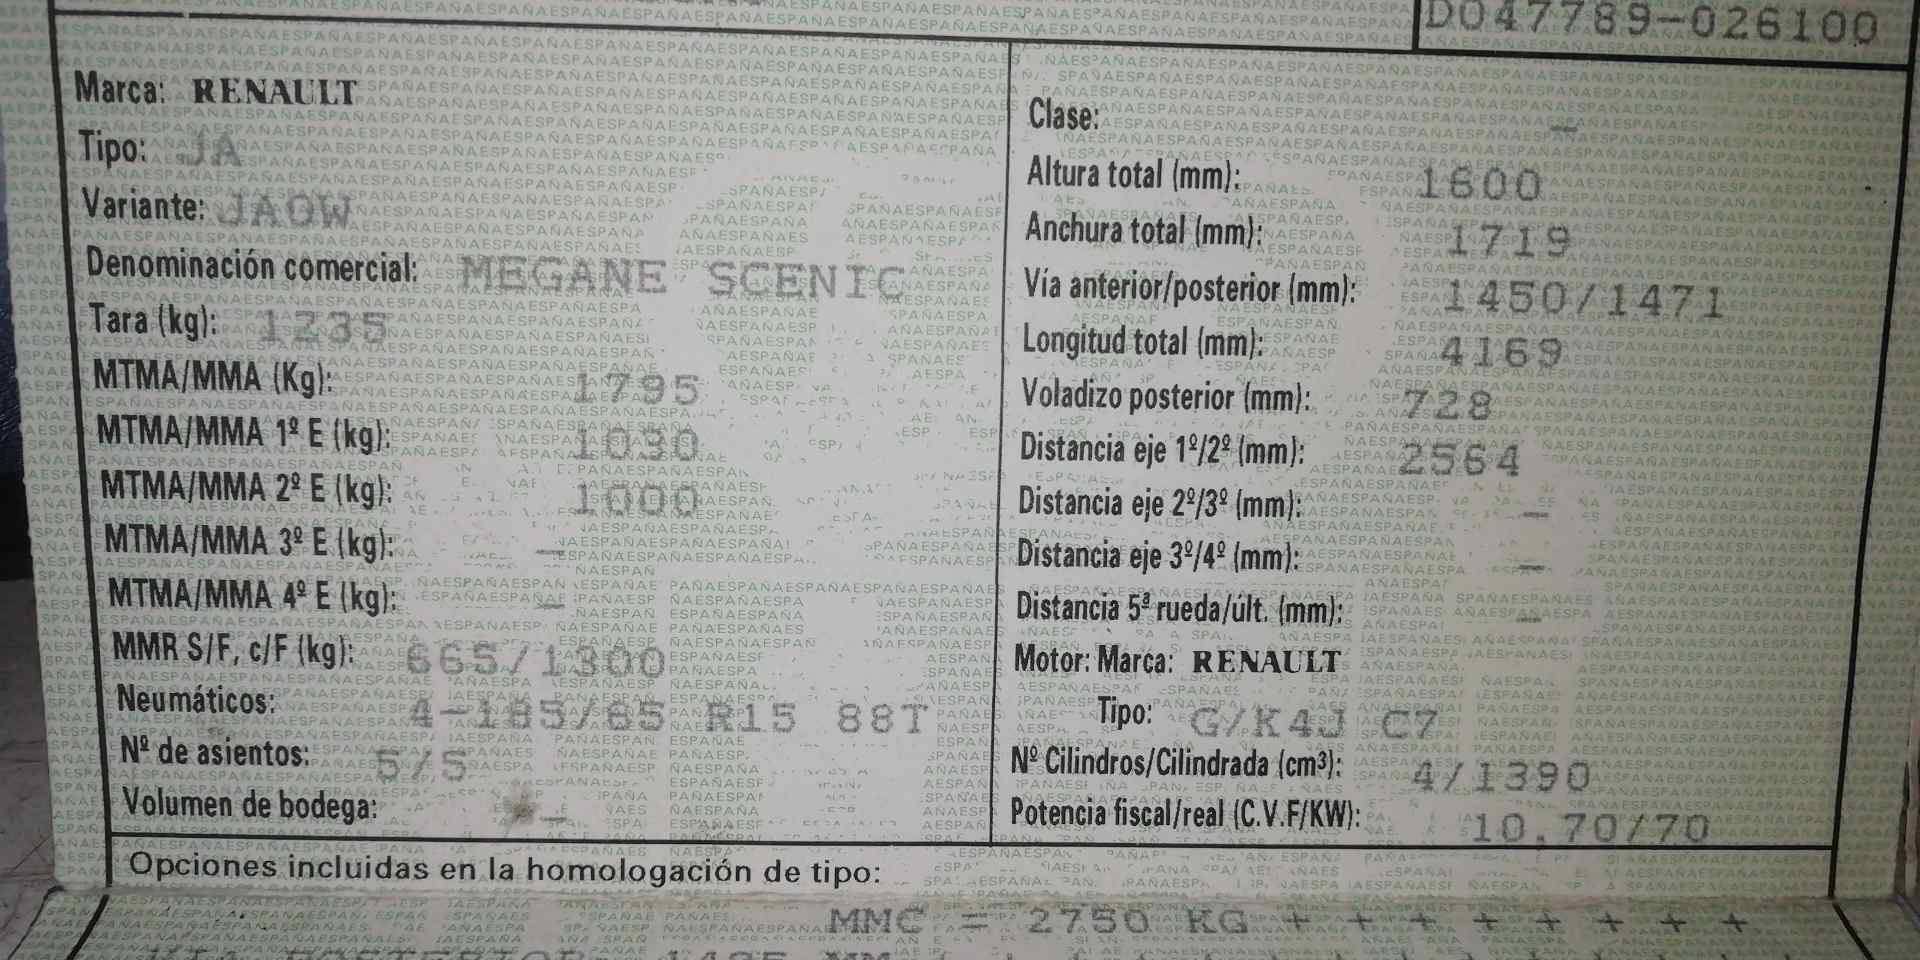 D047789-026100
Marca: RENAULT
Tipo: JA
Variante: JAOW
Denominación comercial: MEGANE SCENIC
Tara (kg): 1235
MTMA/MMA (Kg): 1795
MTMA/MMA 1º E (kg): 1030
MTMA/MMA 2º E (kg): 1000
MTMA/MMA 3º E (kg): –
MTMA/MMA 4º E (kg): –
MMR S/F, c/F (kg): 665/1300
Neumáticos: 4-185/65 R15 88T
Nº de asientos: 5/5
Volumen de bodega: –
Clase: –
Altura total (mm): 1600
Anchura total (mm): 1719
Vía anterior/posterior (mm): 1450/1471
Longitud total (mm): 4169
Voladizo posterior (mm): 728
Distancia eje 1º/2º (mm): 2564
Distancia eje 2º/3º (mm): –
Distancia eje 3º/4º (mm): –
Distancia 5ª rueda/últ. (mm): –
Motor: Marca: RENAULT
Tipo: G/K4J C7
Nº Cilindros/Cilindrada (cm³): 4/1390
Potencia fiscal/real (C.V.F/KW): 10,70/70
Opciones incluidas en la homologación de tipo:
MMC = 2750 KG + + + + + + + + +